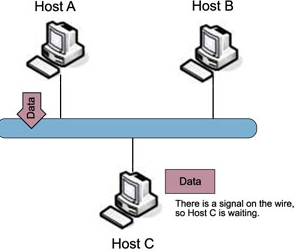 Host A
Host B
Data
Data
There is a signal on the wire,
so Host C is waiting.
Host C